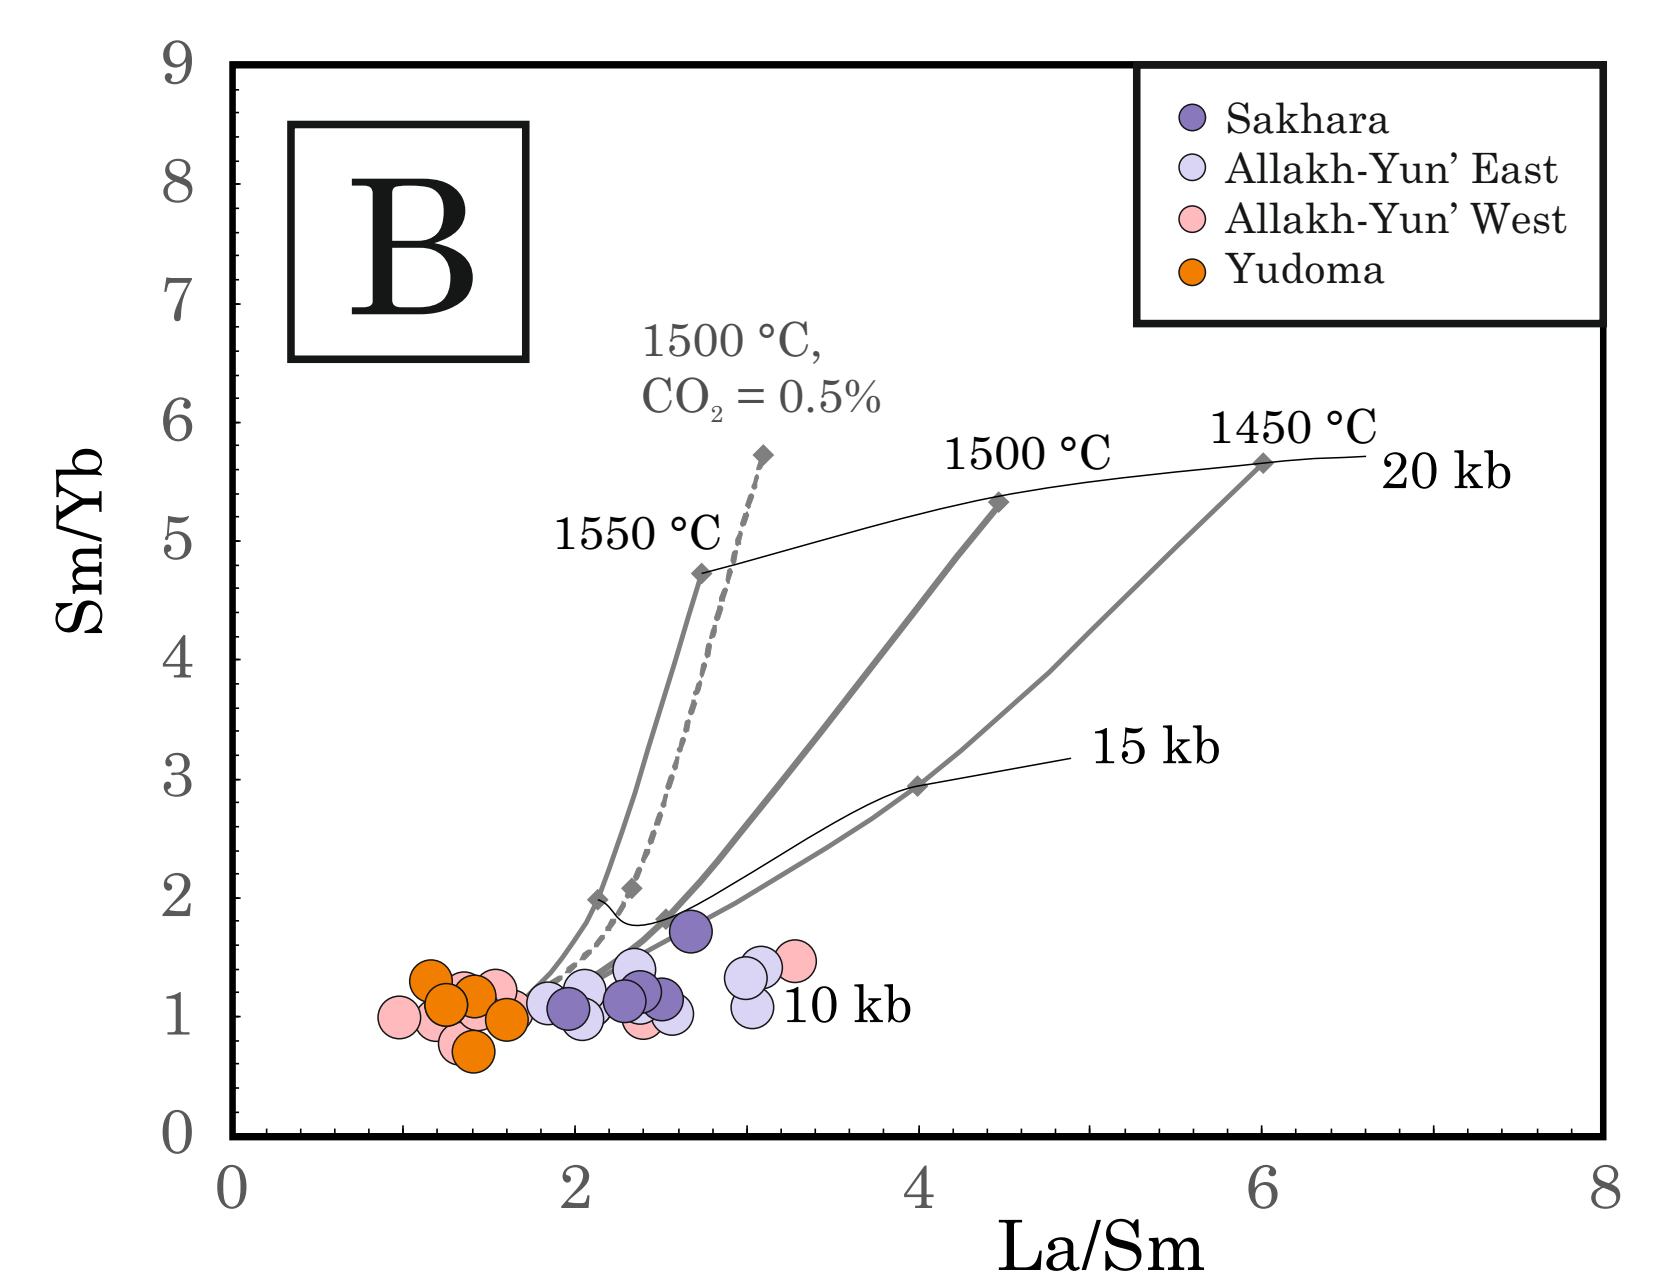 9
8
7
6
5
4
3
2
1
0
Sm/Yb
B
Sakhara
Allakh-Yun’ East
Allakh-Yun’ West
Yudoma
1500 °C,
CO₂ = 0.5%
1550 °C
1500 °C
1450 °C
20 kb
15 kb
10 kb
0 2 4 6 8
La/Sm